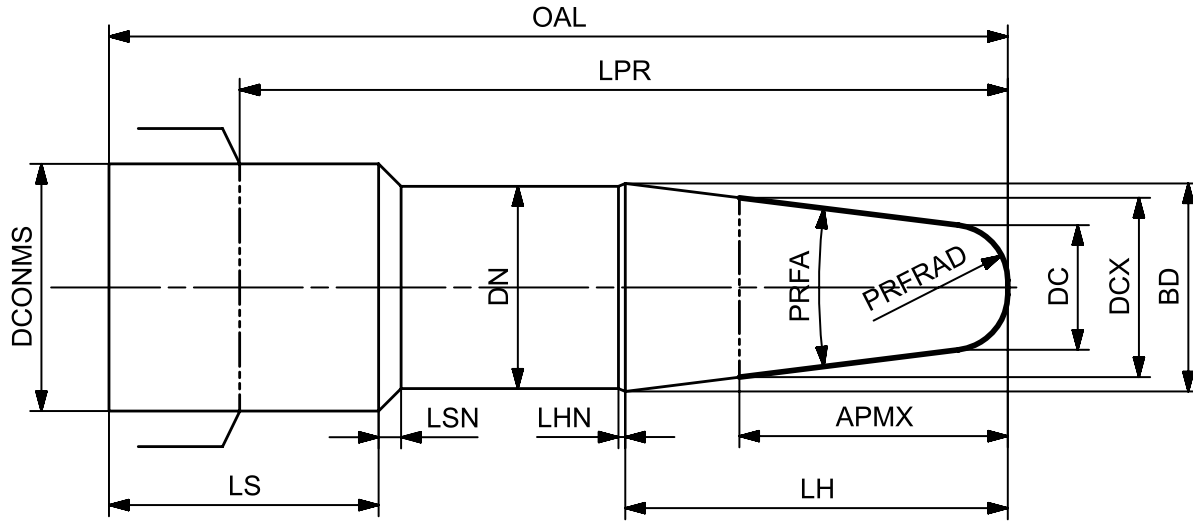 OAL
LPR
DCONMS
DN
PRFA
PRFRAD
DC
DCX
BD
LSN
LHN
APMX
LS
LH